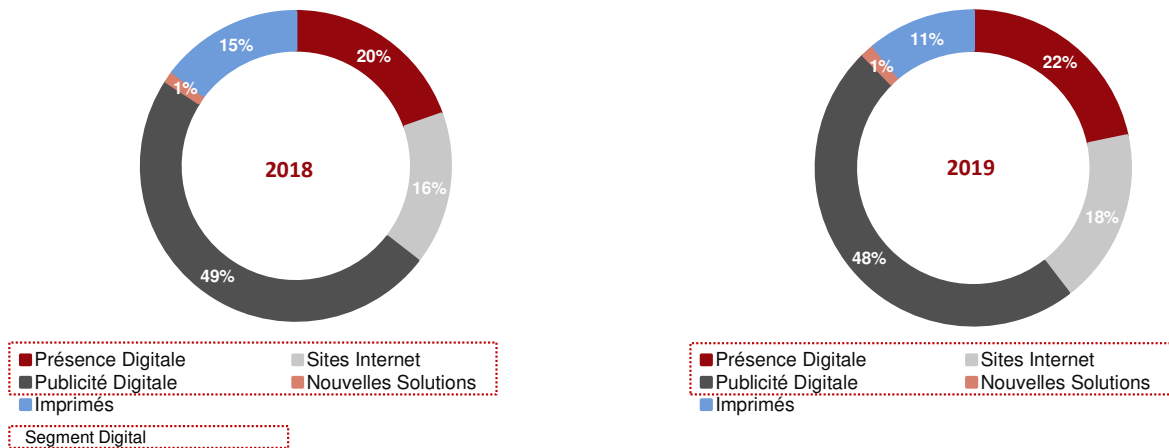 15%
20%
1%
2018
16%
49%
Présence Digitale
Sites Internet
Publicité Digitale
Nouvelles Solutions
Imprimés
Segment Digital
11%
22%
1%
2019
18%
48%
Présence Digitale
Sites Internet
Publicité Digitale
Nouvelles Solutions
Imprimés